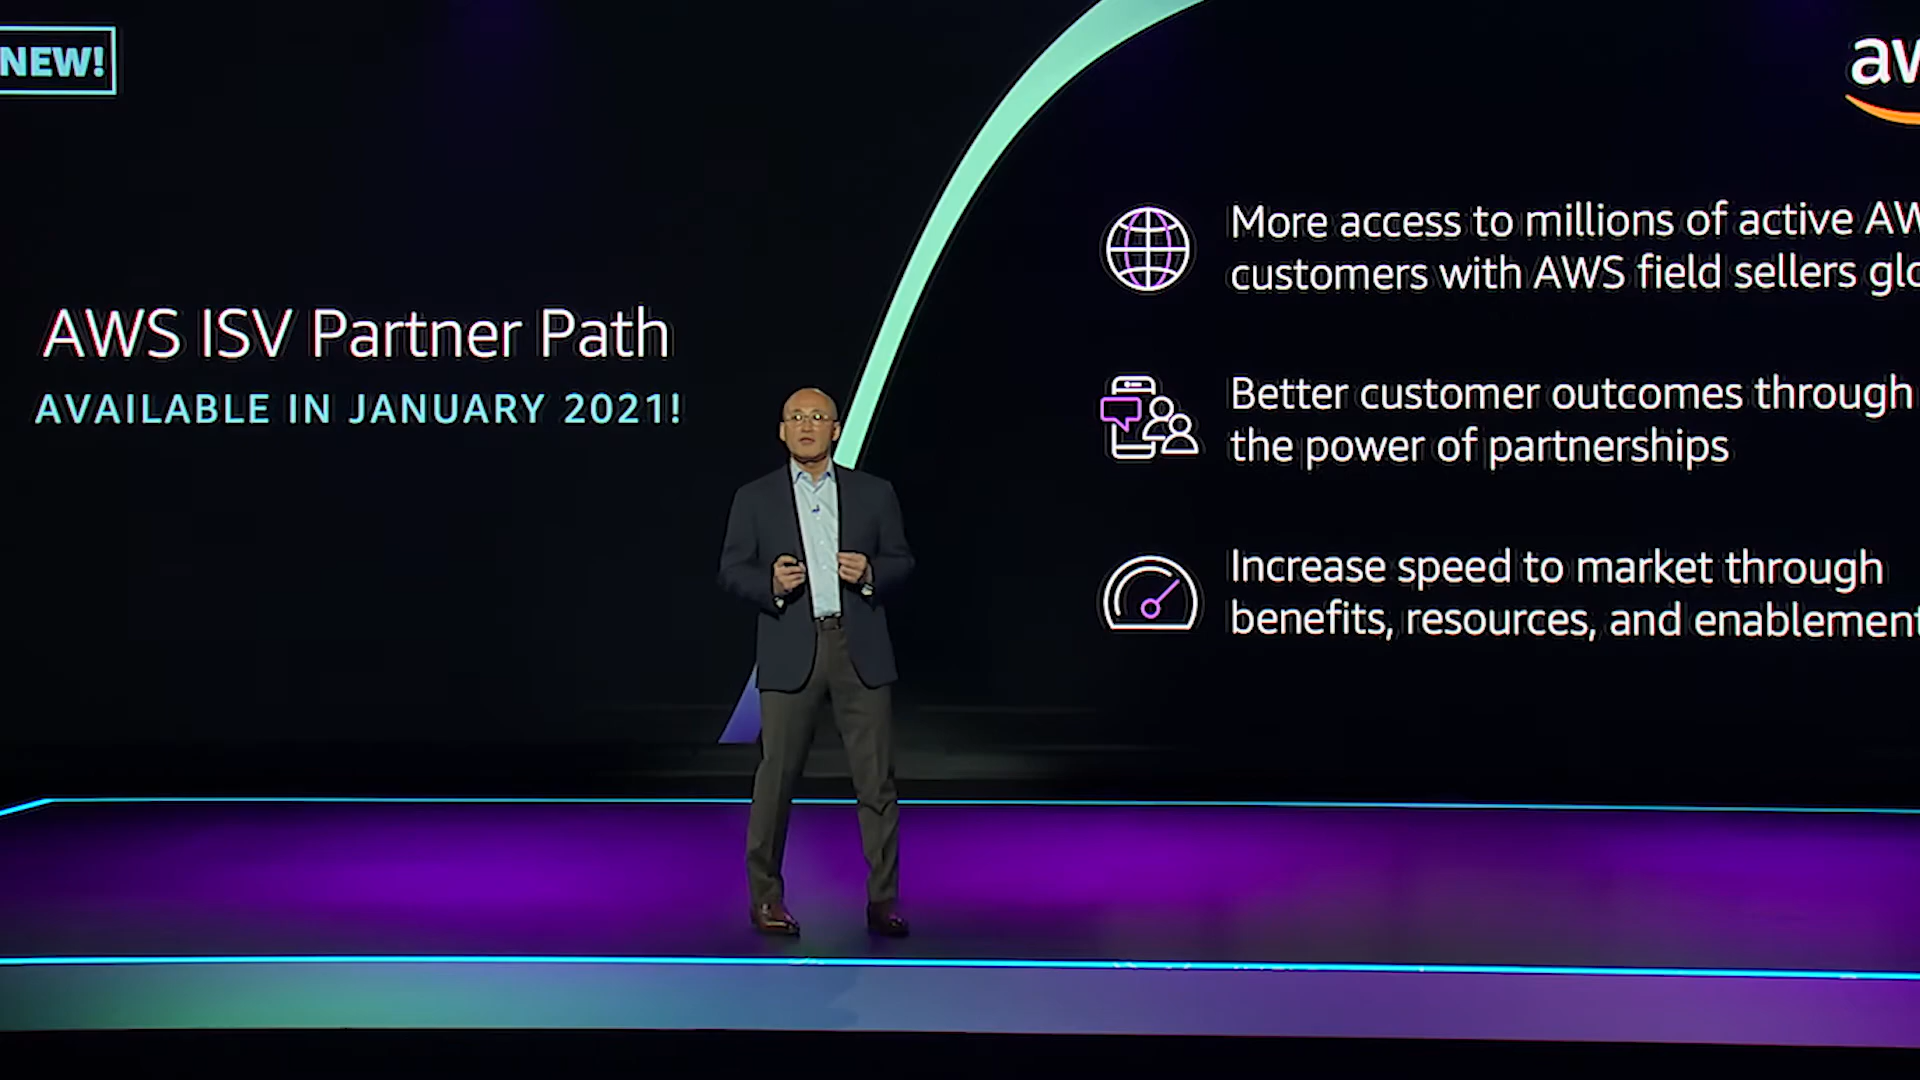 NEW!
AWS ISV Partner Path
AVAILABLE IN JANUARY 2021!
More access to millions of active
customers with AWS field sellers
Better customer outcomes through
the power of partnerships
Increase speed to market through
benefits, resources, and enablement